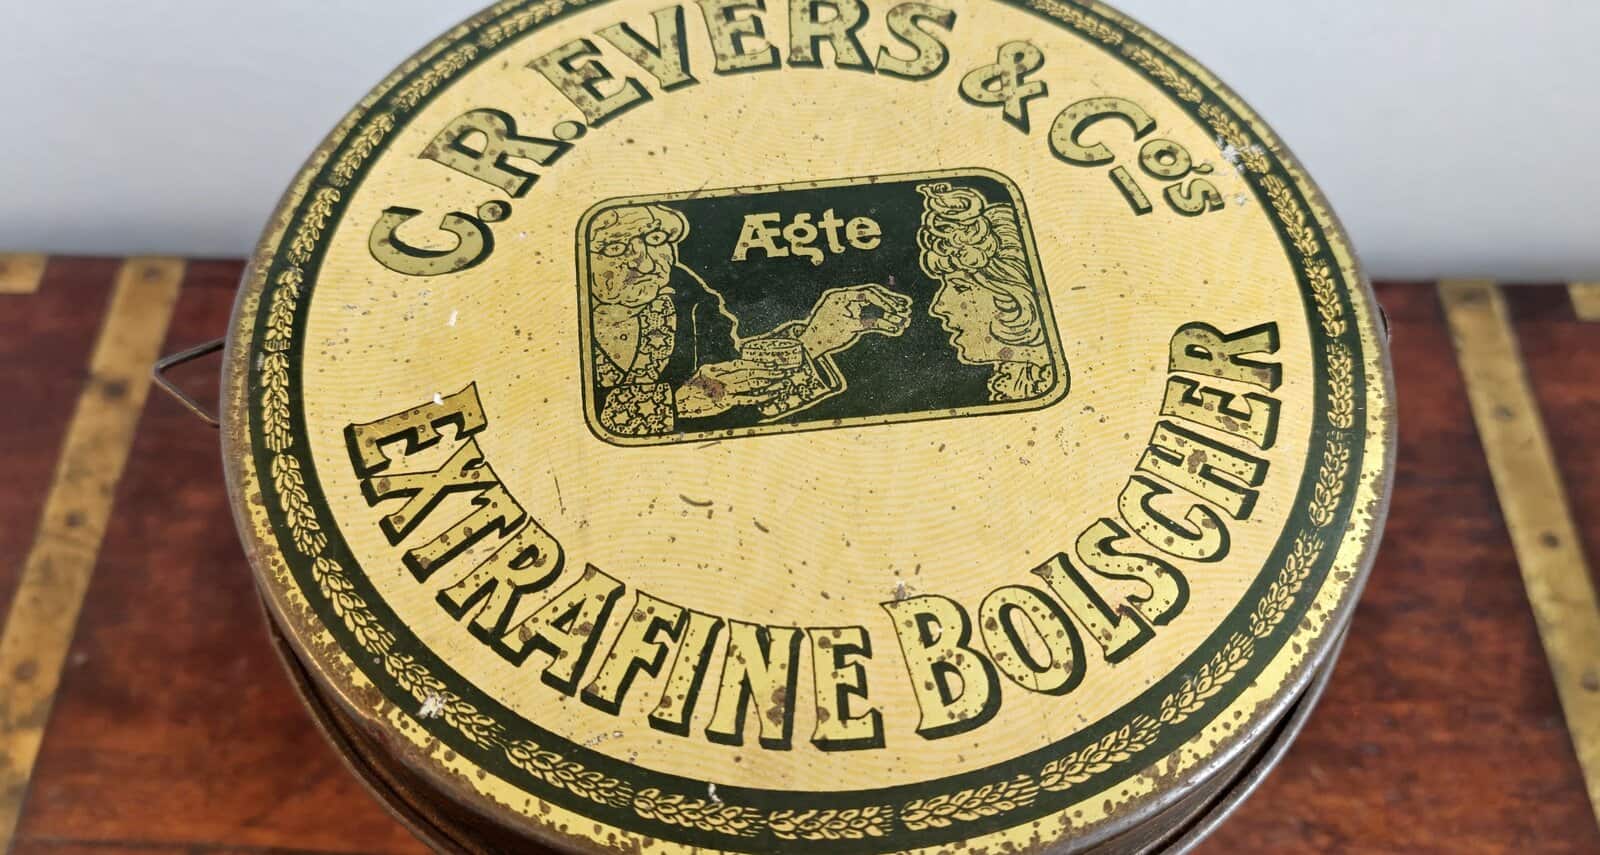 C.R. EVERS & Co's
Ægte
EXTRAFINE BOLSCHER